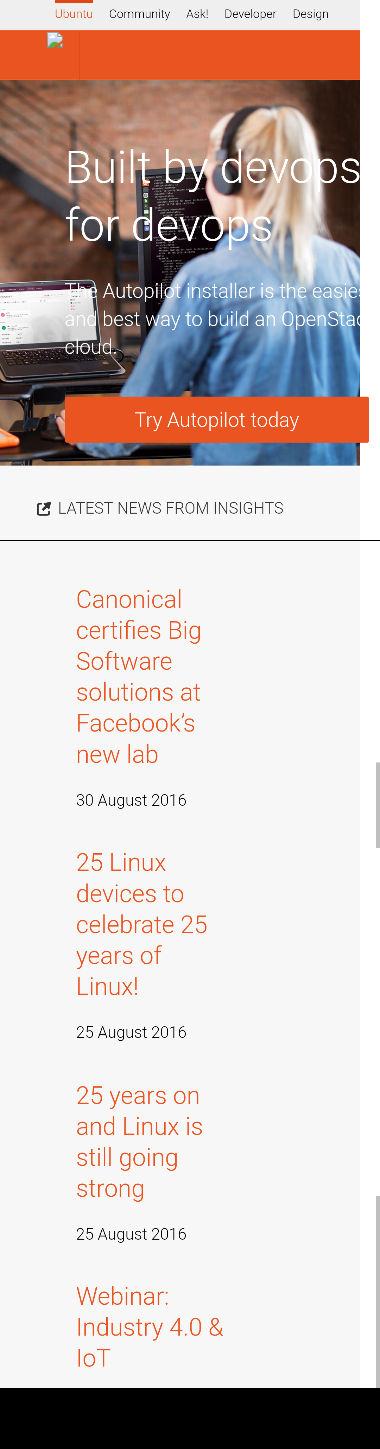 Ubuntu Community Ask! Developer Design
Built by devops
for devops
The Autopilot installer is the easies
and best way to build an OpenStac
cloud.
Try Autopilot today
LATEST NEWS FROM INSIGHTS
Canonical
certifies Big
Software
solutions at
Facebook’s
new lab
30 August 2016
25 Linux
devices to
celebrate 25
years of
Linux!
25 August 2016
25 years on
and Linux is
still going
strong
25 August 2016
Webinar:
Industry 4.0 &
IoT